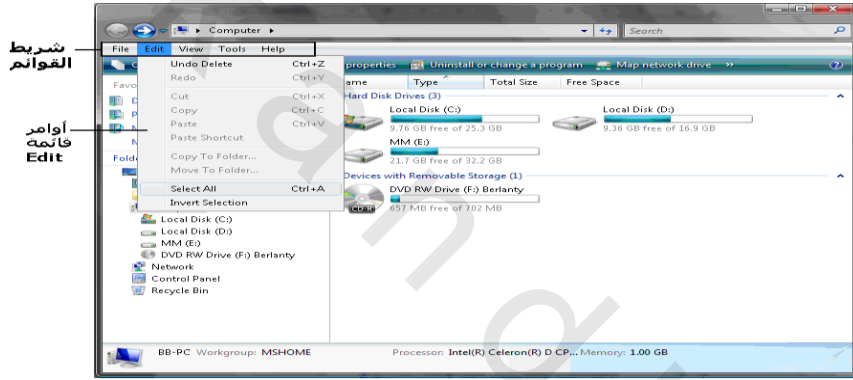 Computer
Search
شريط
القوائم
File Edit View Tools Help
properties Uninstall or change a program Map network drive »
Undo Delete Ctrl+Z
Redo Ctrl+Y
Cut Ctrl+X
Copy Ctrl+C
Paste Ctrl+V
Paste Shortcut
Copy To Folder...
Move To Folder...
Select All Ctrl+A
Invert Selection
أوامر
قائمة
Edit
Favo
Folde
Local Disk (C:)
Local Disk (D:)
MM (E:)
DVD RW Drive (F:) Berlanty
Network
Control Panel
Recycle Bin
ame Type Total Size Free Space
Hard Disk Drives (3)
Local Disk (C:)
9.76 GB free of 25.3 GB
Local Disk (D:)
9.36 GB free of 16.9 GB
MM (E:)
21.7 GB free of 32.2 GB
Devices with Removable Storage (1)
DVD RW Drive (F:) Berlanty
657 MB free of 702 MB
CD-R
BB-PC Workgroup: MSHOME Processor: Intel(R) Celeron(R) D CP... Memory: 1.00 GB